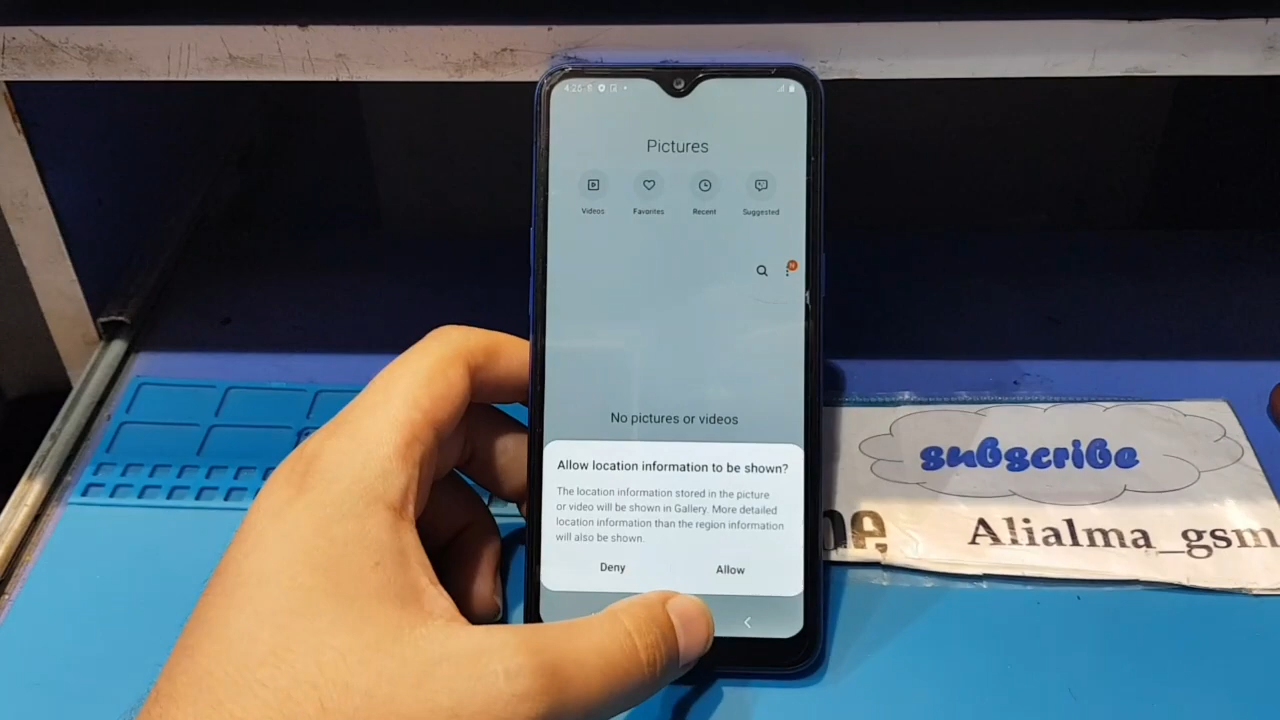 Pictures
Videos Favorites Recent Suggested
No pictures or videos
Allow location information to be shown?
The location information stored in the picture
or video will be shown in Gallery. More detailed
location information than the region information
will also be shown.
Deny Allow
subscribe
Alialma_gsm